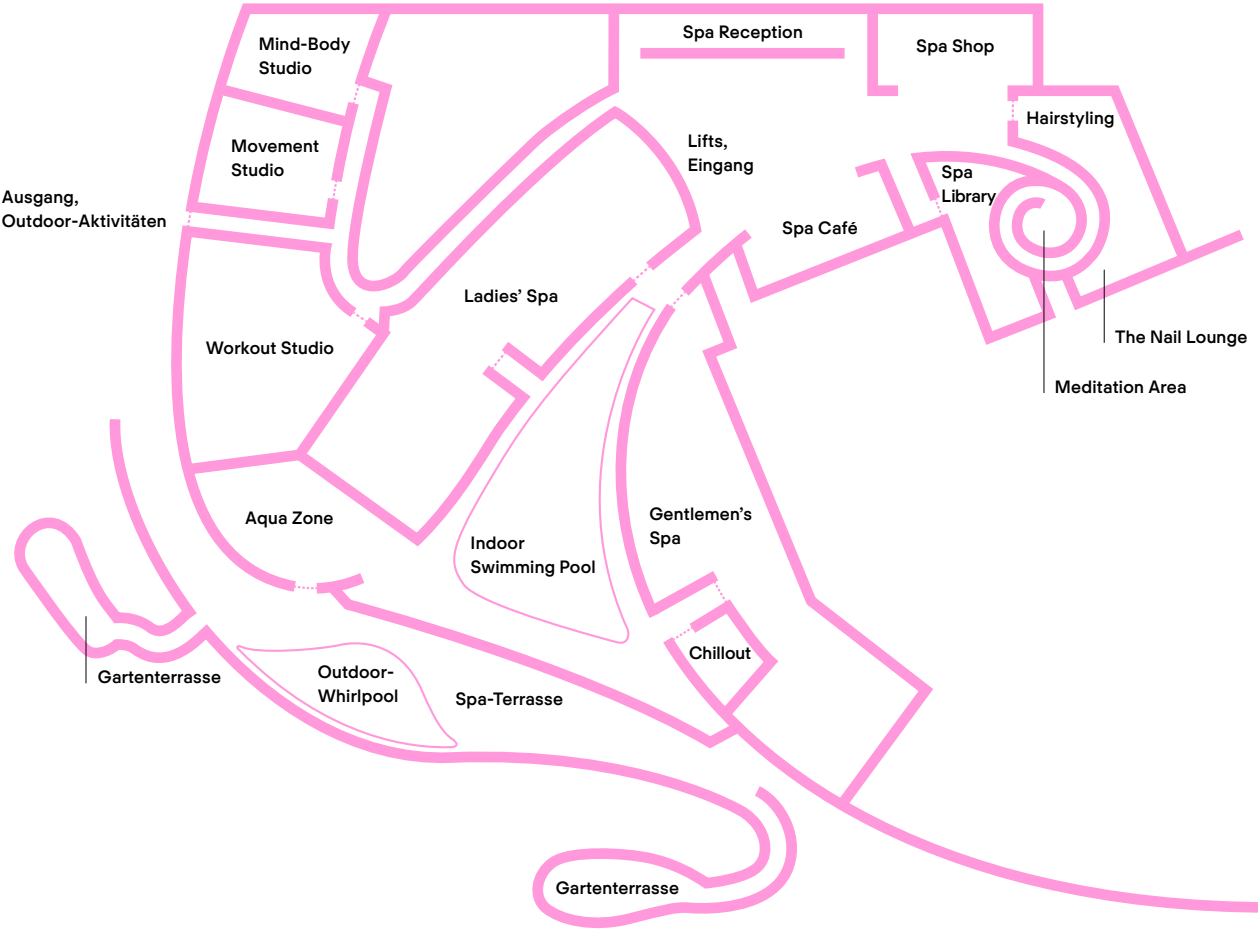 Mind-Body
Studio
Spa Reception
Spa Shop
Hairstyling
Movement
Studio
Lifts,
Eingang
Spa
Library
Ausgang,
Outdoor-Aktivitäten
Spa Café
Ladies’ Spa
Workout Studio
The Nail Lounge
Meditation Area
Aqua Zone
Gentlemen’s
Spa
Indoor
Swimming Pool
Chillout
Gartenterrasse
Outdoor-
Whirlpool
Spa-Terrasse
Gartenterrasse